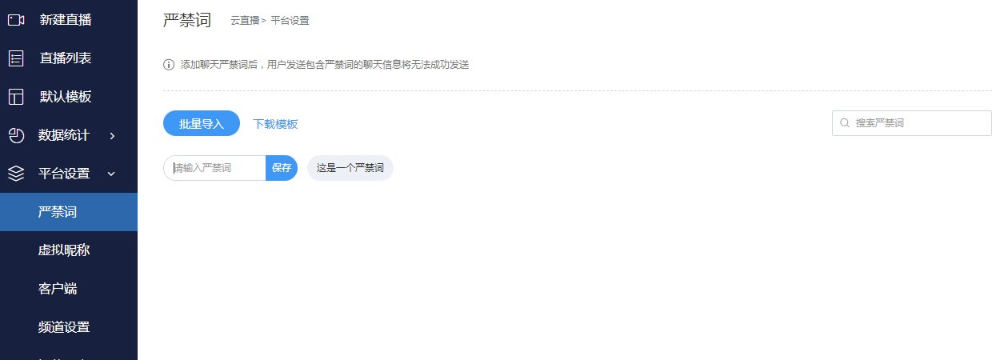 新建直播
直播列表
默认模板
数据统计
平台设置
严禁词
虚拟昵称
客户端
频道设置
严禁词 云直播 > 平台设置
添加聊天严禁词后，用户发送包含严禁词的聊天信息将无法成功发送
批量导入 下载模板 搜索严禁词
请输入严禁词 保存 这是一个严禁词